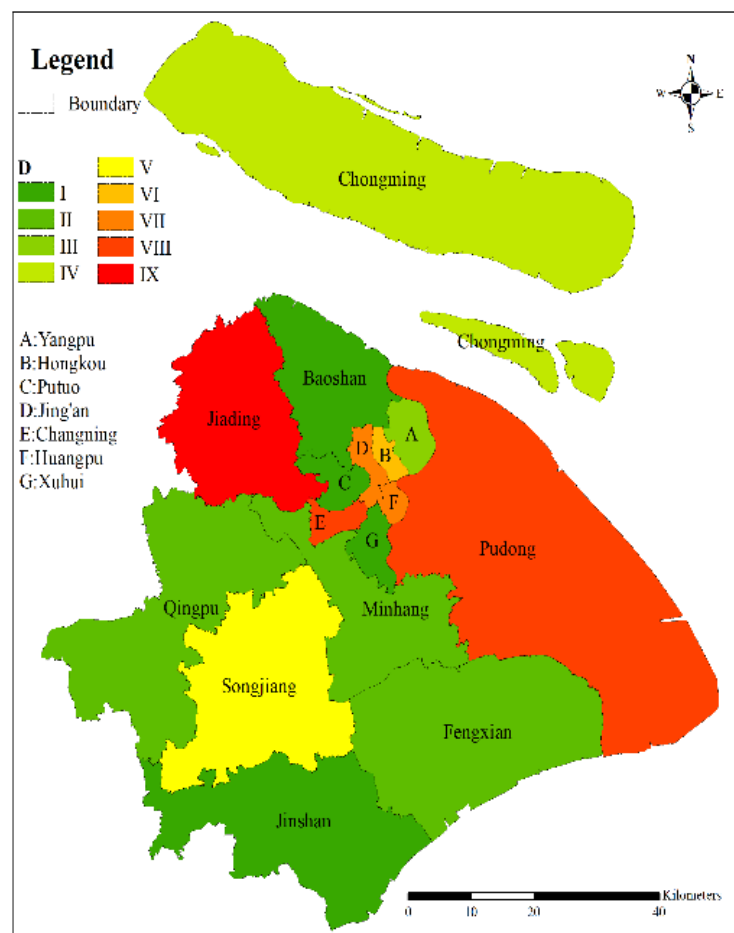 Legend
Boundary
D
I
II
III
IV
V
VI
VII
VIII
IX
A:Yangpu
B:Hongkou
C:Putuo
D:Jing'an
E:Changning
F:Huangpu
G:Xuhui
N
W
E
S
Chongming
Chongming
Baoshan
Jiading
A
D
B
C
F
E
G
Pudong
Qingpu
Minhang
Songjiang
Fengxian
Jinshan
Kilometers
0 10 20 40